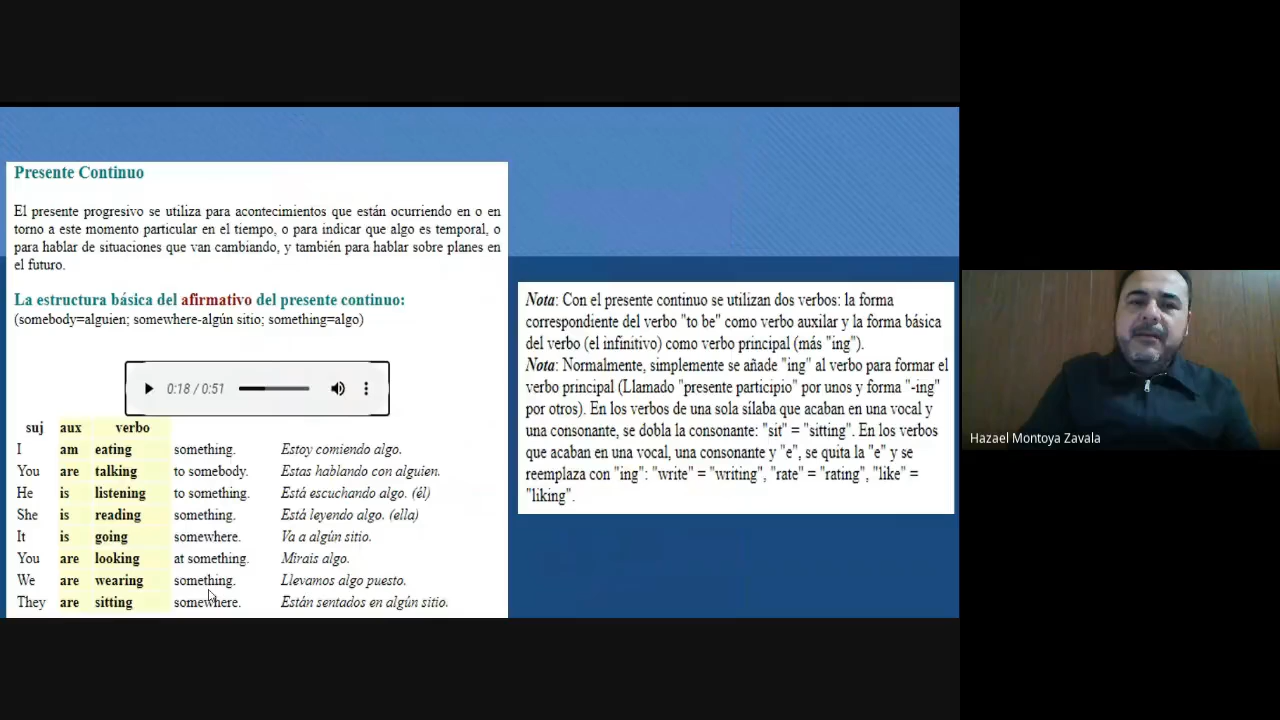 Presente Continuo
El presente progresivo se utiliza para acontecimientos que están ocurriendo en o en
torno a este momento particular en el tiempo, o para indicar que algo es temporal, o
para hablar de situaciones que van cambiando, y también para hablar sobre planes en
el futuro.
La estructura básica del afirmativo del presente continuo:
(somebody=alguien; somewhere-algún sitio; something=algo)
0:18 / 0:51
suj aux verbo
I am eating something. Estoy comiendo algo.
You are talking to somebody. Estas hablando con alguien.
He is listening to something. Está escuchando algo. (él)
She is reading something. Está leyendo algo. (ella)
It is going somewhere. Va a algún sitio.
You are looking at something. Mirais algo.
We are wearing something. Llevamos algo puesto.
They are sitting somewhere. Están sentados en algún sitio.
Nota: Con el presente continuo se utilizan dos verbos: la forma
correspondiente del verbo "to be" como verbo auxilar y la forma básica
del verbo (el infinitivo) como verbo principal (más "ing").
Nota: Normalmente, simplemente se añade "ing" al verbo para formar el
verbo principal (Llamado "presente participio" por unos y forma "-ing"
por otros). En los verbos de una sola sílaba que acaban en una vocal y
una consonante, se dobla la consonante: "sit" = "sitting". En los verbos
que acaban en una vocal, una consonante y "e", se quita la "e" y se
reemplaza con "ing": "write" = "writing", "rate" = "rating", "like" =
"liking".
Hazael Montoya Zavala